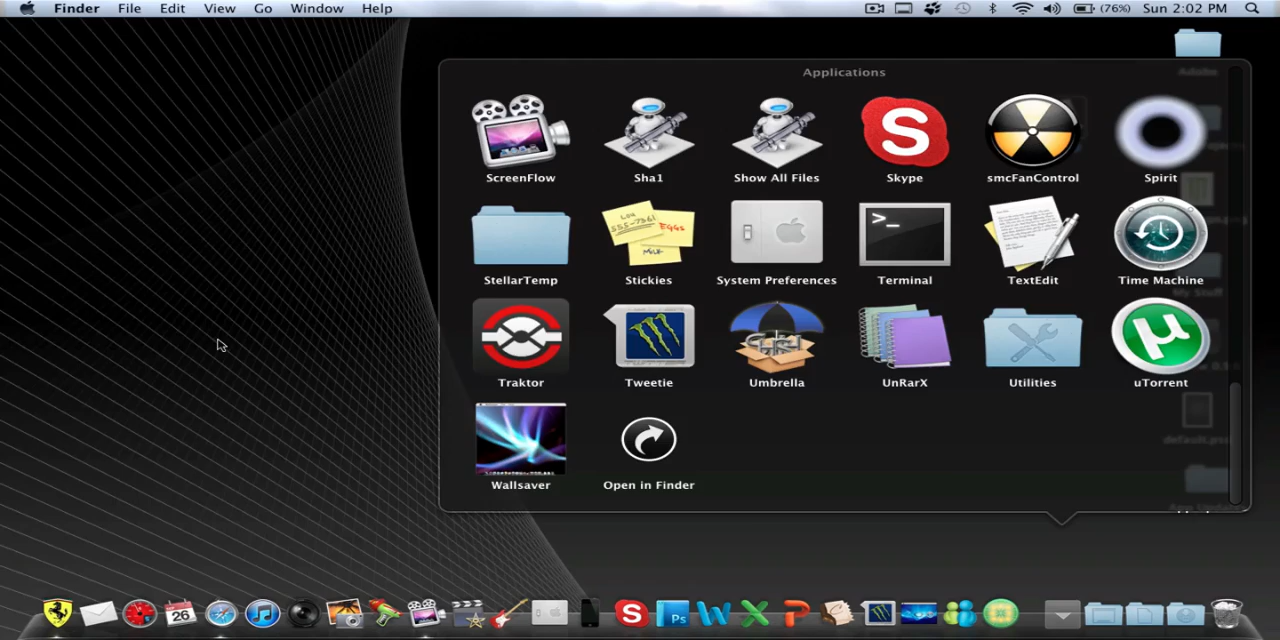 Finder File Edit View Go Window Help (76%) Sun 2:02 PM
Applications
ScreenFlow Sha1 Show All Files Skype smcFanControl Spirit
StellarTemp Stickies System Preferences Terminal TextEdit Time Machine
Traktor Tweetie Umbrella UnRarX Utilities uTorrent
Wallsaver Open in Finder